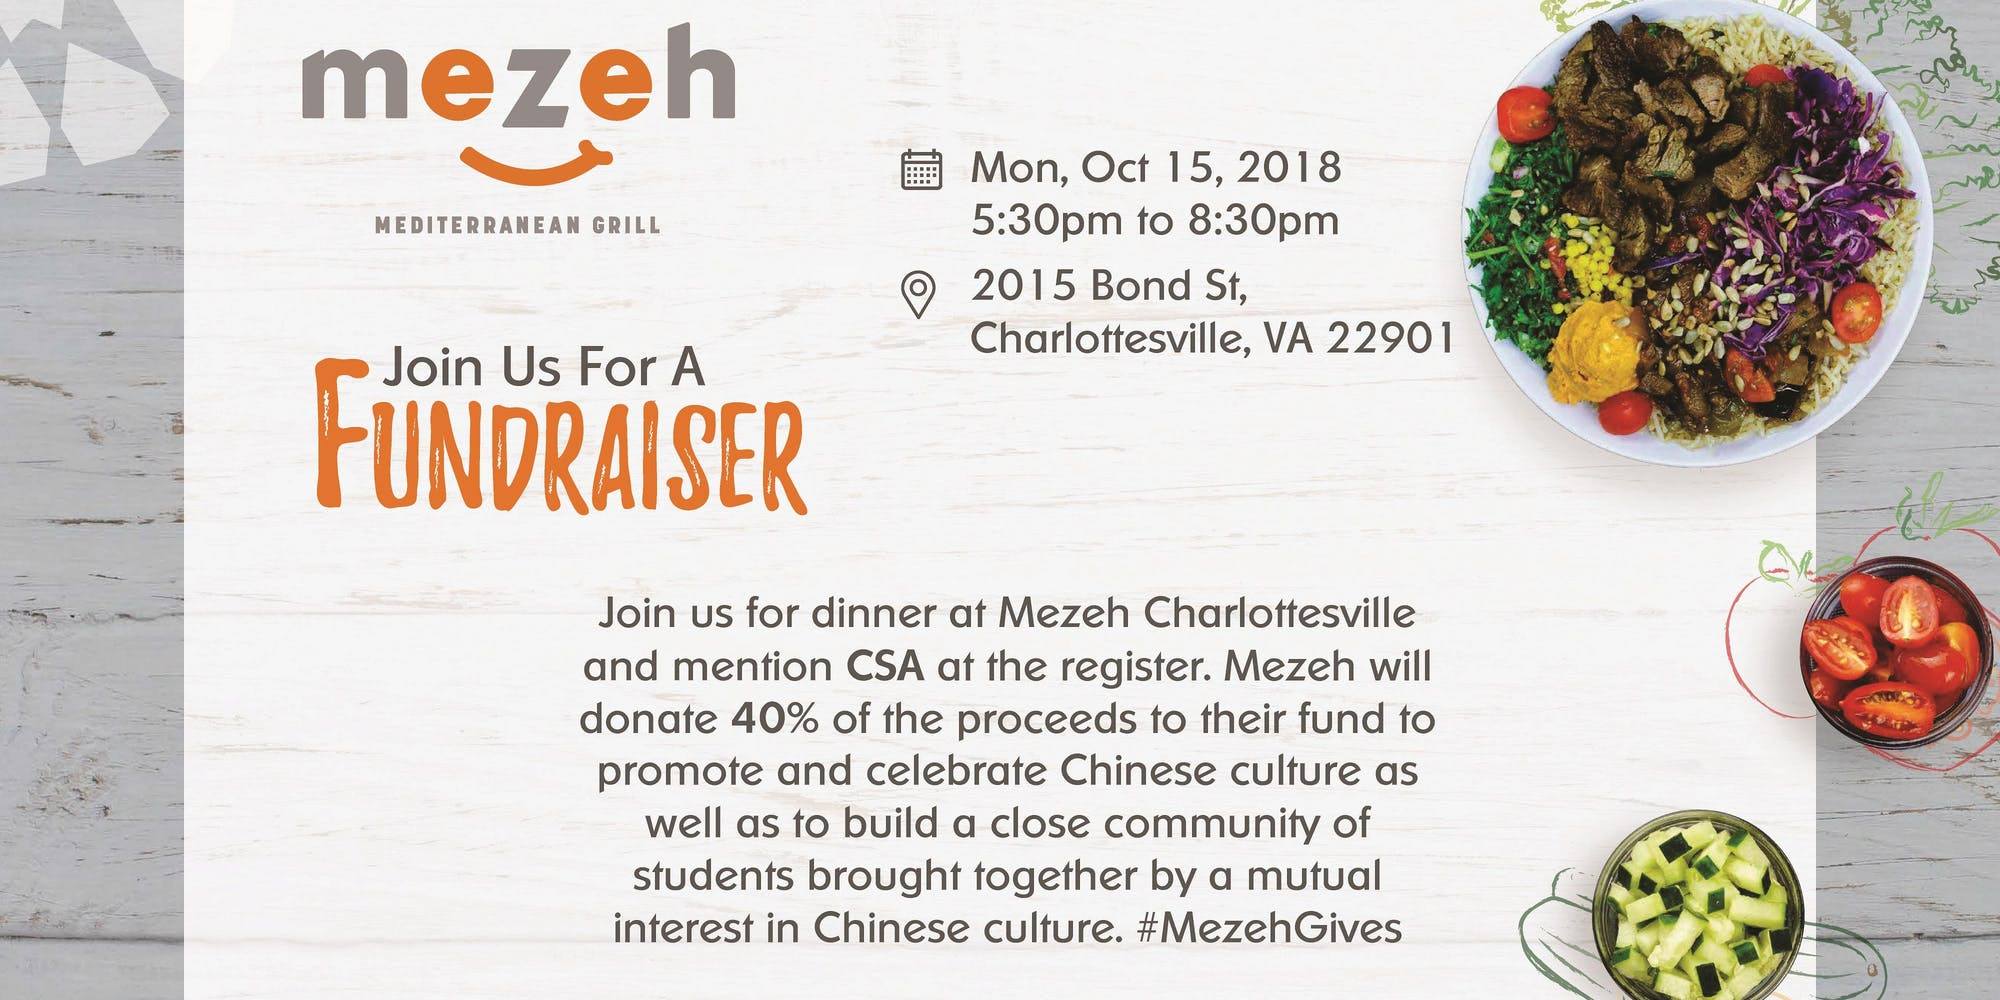 mezeh
MEDITERRANEAN GRILL
Mon, Oct 15, 2018
5:30pm to 8:30pm
2015 Bond St,
Charlottesville, VA 22901
Join Us For A
FUNDRAISER
Join us for dinner at Mezeh Charlottesville
and mention CSA at the register. Mezeh will
donate 40% of the proceeds to their fund to
promote and celebrate Chinese culture as
well as to build a close community of
students brought together by a mutual
interest in Chinese culture. #MezehGives